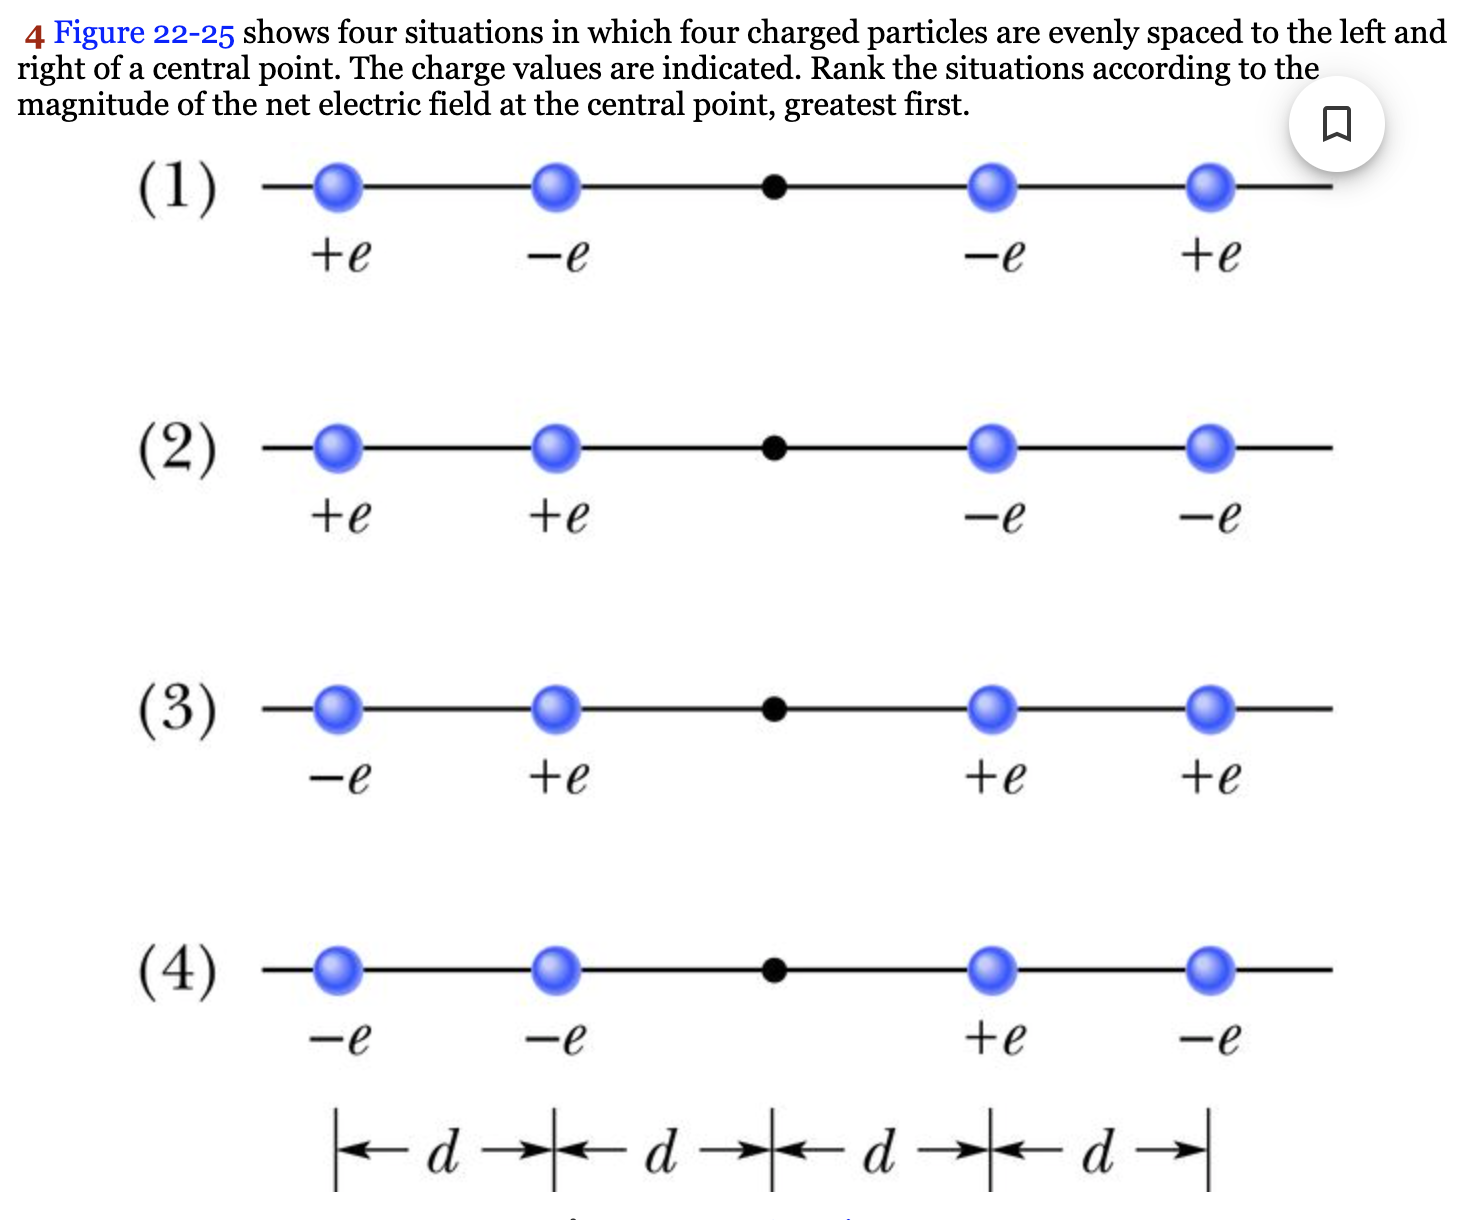 4 Figure 22-25 shows four situations in which four charged particles are evenly spaced to the left and
right of a central point. The charge values are indicated. Rank the situations according to the
magnitude of the net electric field at the central point, greatest first.
(1)
+e −e −e +e
(2)
+e +e −e −e
(3)
−e +e +e +e
(4)
−e −e +e −e
d d d d